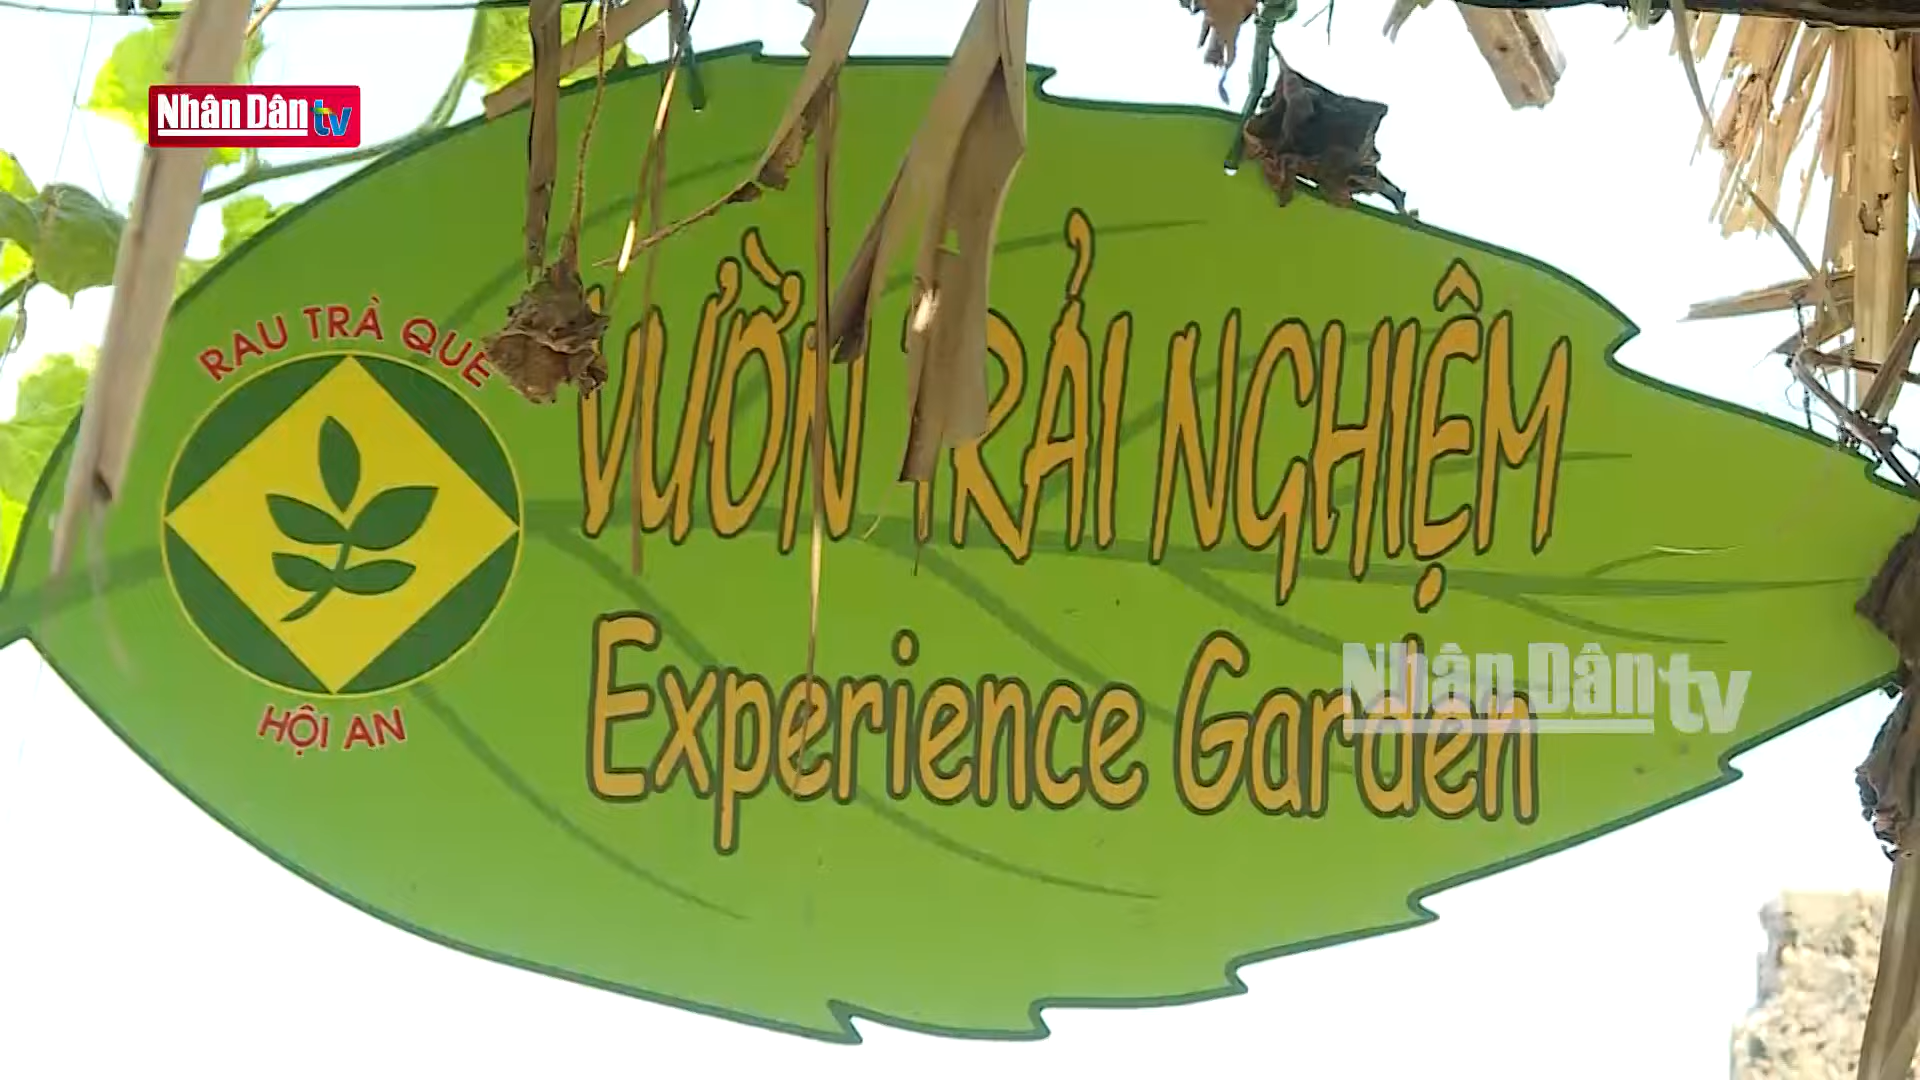 Nhân Dân tv
RAU TRÀ QUẾ
VƯỜN TRẢI NGHIỆM
Experience Garden
Nhân Dân tv
HỘI AN